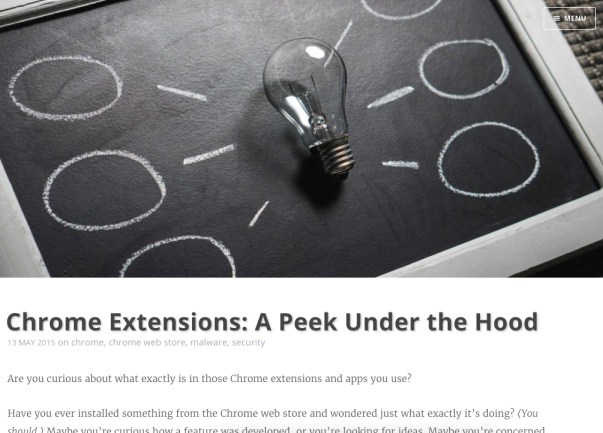 MENU
Chrome Extensions: A Peek Under the Hood
13 MAY 2015 on chrome, chrome web store, malware, security
Are you curious about what exactly is in those Chrome extensions and apps you use?
Have you ever installed something from the Chrome web store and wondered just what exactly it's doing? (You
should.) Maybe you're curious how a feature was developed, or you're looking for ideas. Maybe you're concerned